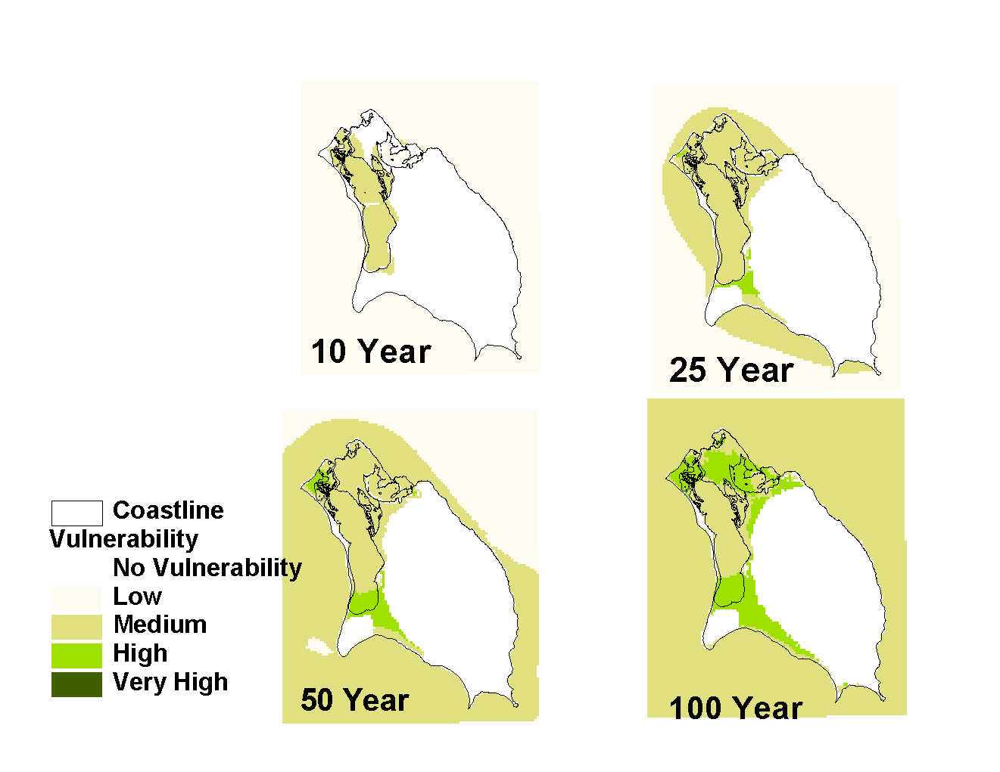 10 Year
25 Year
Coastline
Vulnerability
No Vulnerability
Low
Medium
High
Very High
50 Year
100 Year